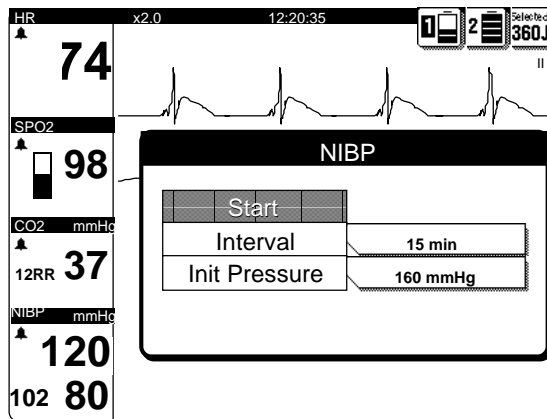 HR x2.0 12:20:35
1 2 Selected
360J
74
II
SPO2
98
NIBP
Start
Interval 15 min
Init Pressure 160 mmHg
CO2 mmHg
12RR 37
NIBP mmHg
120
102 80